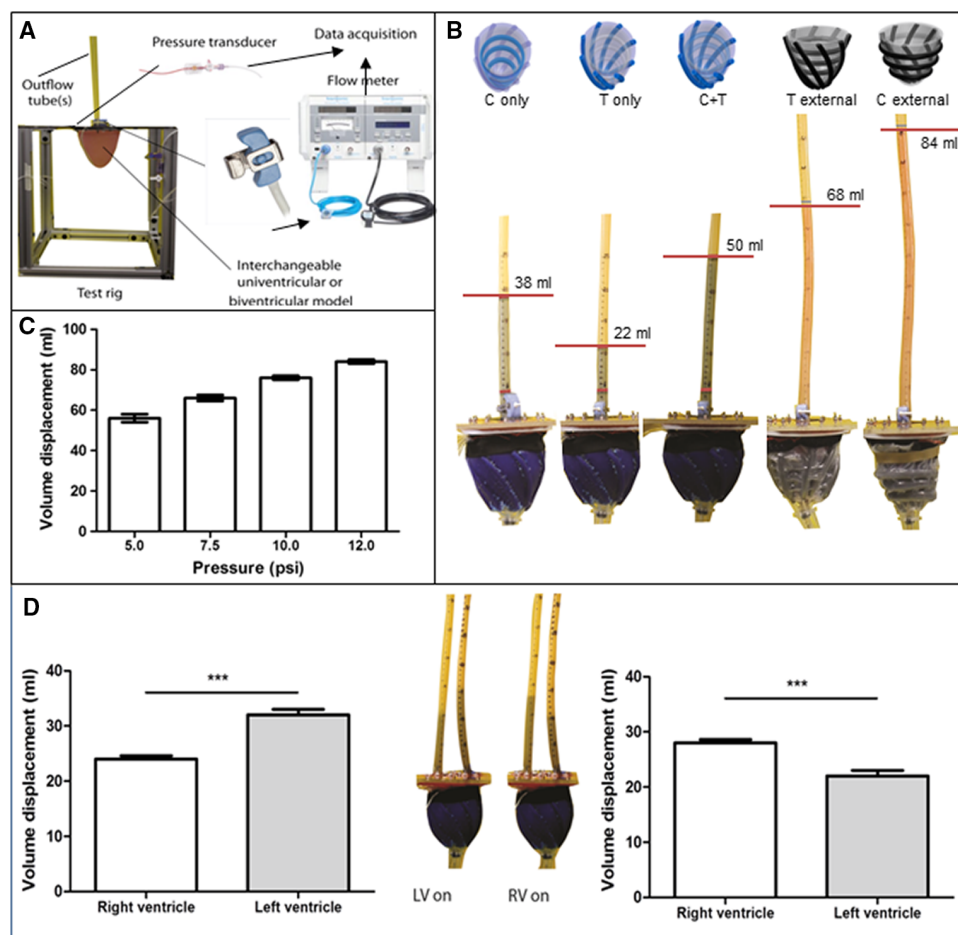 A
Pressure transducer
Data acquisition
Outflow
tube(s)
Flow meter
Interchangeable
univentricular or
biventricular model
Test rig
B
C only
T only
C+T
T external
C external
38 ml
22 ml
50 ml
68 ml
84 ml
C
Volume displacement (ml)
100
80
60
40
20
0
5.0
7.5
10.0
12.0
Pressure (psi)
D
Volume displacement (ml)
40
30
20
10
0
***
Right ventricle
Left ventricle
LV on
RV on
Volume displacement (ml)
40
30
20
10
0
***
Right ventricle
Left ventricle